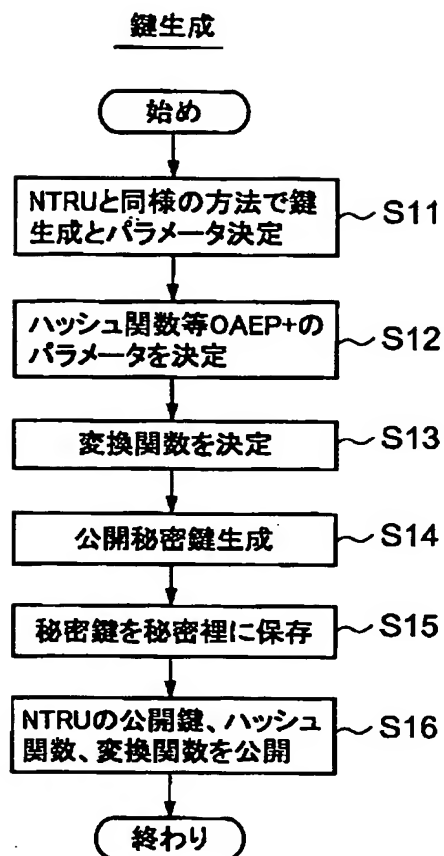 鍵生成
始め
NTRUと同様の方法で鍵
生成とパラメータ決定
S11
ハッシュ関数等OAEP+の
パラメータを決定
S12
変換関数を決定
S13
公開秘密鍵生成
S14
秘密鍵を秘密裡に保存
S15
NTRUの公開鍵、ハッシュ
関数、変換関数を公開
S16
終わり